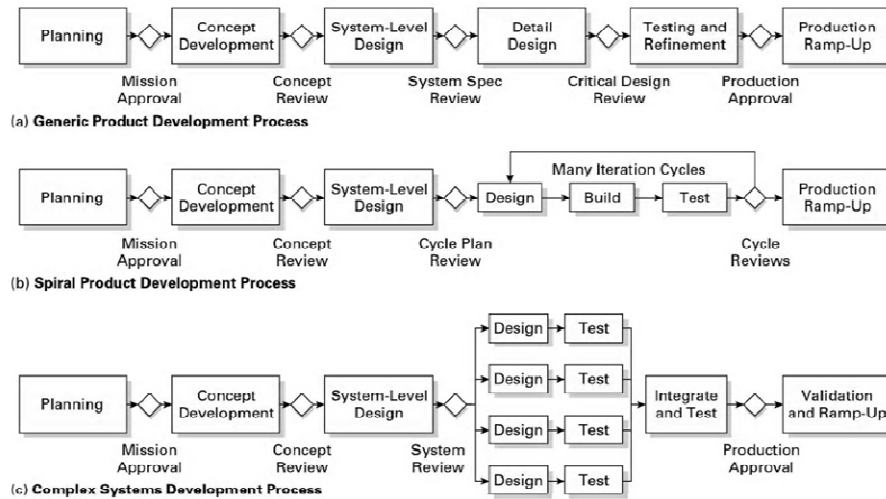 Planning
Concept
Development
System-Level
Design
Detail
Design
Testing and
Refinement
Production
Ramp-Up
Mission
Approval
Concept
Review
System Spec
Review
Critical Design
Review
Production
Approval
(a) Generic Product Development Process
Many Iteration Cycles
Planning
Concept
Development
System-Level
Design
Design
Build
Test
Production
Ramp-Up
Mission
Approval
Concept
Review
Cycle Plan
Review
Cycle
Reviews
(b) Spiral Product Development Process
Design
Test
Design
Test
Planning
Concept
Development
System-Level
Design
Integrate
and Test
Validation
and Ramp-Up
Design
Test
Mission
Approval
Concept
Review
System
Review
Production
Approval
Design
Test
(c) Complex Systems Development Process